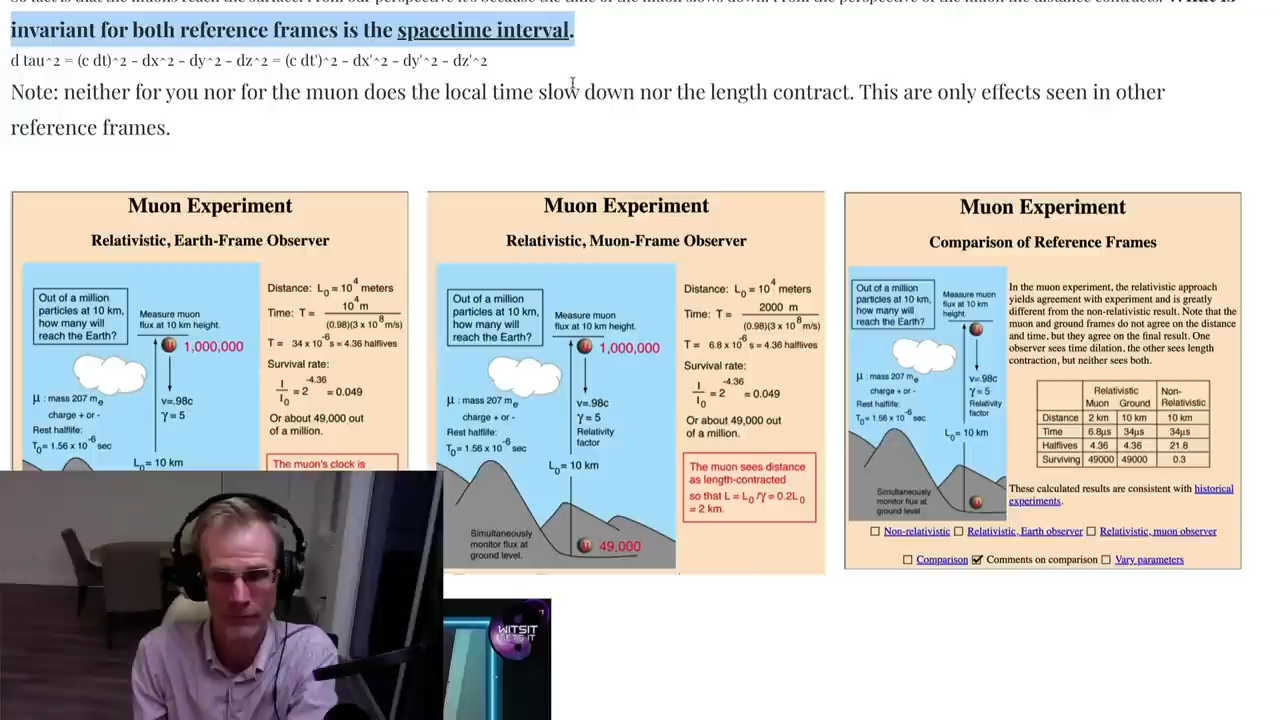 invariant for both reference frames is the spacetime interval.
d tau^2 = (c dt)^2 - dx^2 - dy^2 - dz^2 = (c dt')^2 - dx'^2 - dy'^2 - dz'^2
Note: neither for you nor for the muon does the local time slow down nor the length contract. This are only effects seen in other
reference frames.
Muon Experiment
Relativistic, Earth-Frame Observer
Out of a million
particles at 10 km,
how many will
reach the Earth?
Measure muon
flux at 10 km height.
1,000,000
μ : mass 207 me
charge + or -
Rest halflife:
T0= 1.56 x 10-6 sec
v=.98c
γ = 5
L0= 10 km
Distance: L0 = 10^4 meters
Time: T = 10^4 m
(0.98)(3 x 10^8 m/s)
T = 34 x 10^-6 s = 4.36 halflives
Survival rate:
I
I0 = 2^-4.36 = 0.049
Or about 49,000 out
of a million.
The muon's clock is
Muon Experiment
Relativistic, Muon-Frame Observer
Out of a million
particles at 10 km,
how many will
reach the Earth?
Measure muon
flux at 10 km height.
1,000,000
μ : mass 207 me
charge + or -
Rest halflife:
T0= 1.56 x 10-6 sec
v=.98c
γ = 5
Relativity
factor
L0= 10 km
Simultaneously
monitor flux at
ground level.
49,000
Distance: L0 = 10^4 meters
Time: T = 2000 m
(0.98)(3 x 10^8 m/s)
T = 6.8 x 10^-6 s = 4.36 halflives
Survival rate:
I
I0 = 2^-4.36 = 0.049
Or about 49,000 out
of a million.
The muon sees distance
as length-contracted
so that L = L0 /γ = 0.2L0
= 2 km.
Muon Experiment
Comparison of Reference Frames
Out of a million
particles at 10 km,
how many will
reach the Earth?
Measure muon
flux at 10 km
height.
μ : mass 207 me
charge + or -
Rest halflife:
T0= 1.56 x 10-6 sec
v=.98c
γ = 5
Relativity
factor
L0= 10 km
Simultaneously
monitor flux at
ground level.
In the muon experiment, the relativistic approach
yields agreement with experiment and is greatly
different from the non-relativistic result. Note that the
muon and ground frames do not agree on the distance
and time, but they agree on the final result. One
observer sees time dilation, the other sees length
contraction, but neither sees both.
Relativistic Non-
Muon Ground Relativistic
Distance 2 km 10 km 10 km
Time 6.8μs 34μs 34μs
Halflives 4.36 4.36 21.8
Surviving 49000 49000 0.3
These calculated results are consistent with historical
experiments.
Non-relativistic Relativistic, Earth observer Relativistic, muon observer
Comparison Comments on comparison Vary parameters
WITSIT
GETS IT